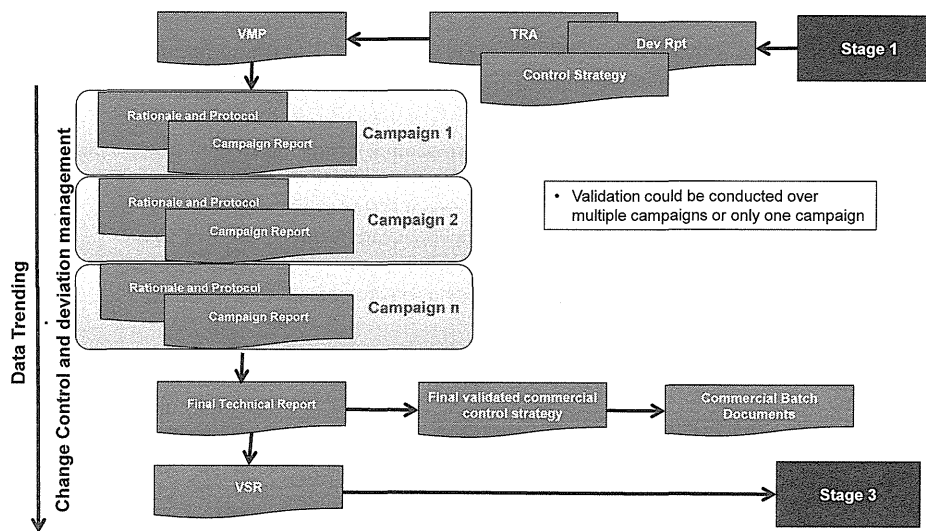 VMP
TRA
Dev Rpt
Control Strategy
Stage 1
Data Trending
Change Control and deviation management
Rationale and Protocol
Campaign Report
Campaign 1
Rationale and Protocol
Campaign Report
Campaign 2
Rationale and Protocol
Campaign Report
Campaign n
• Validation could be conducted over
multiple campaigns or only one campaign
Final Technical Report
Final validated commercial
control strategy
Commercial Batch
Documents
VSR
Stage 3